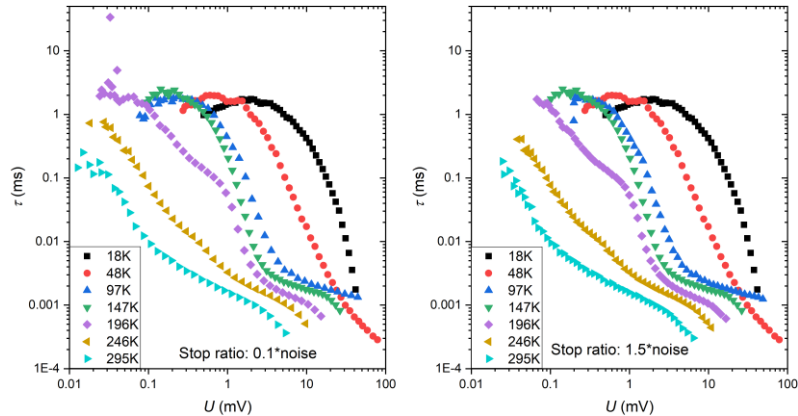 10
1
0.1
0.01
0.001
1E-4
τ (ms)
18K
48K
97K
147K
196K
246K
295K
Stop ratio: 0.1*noise
0.01 0.1 1 10 100
U (mV)
10
1
0.1
0.01
0.001
1E-4
τ (ms)
18K
48K
97K
147K
196K
246K
295K
Stop ratio: 1.5*noise
0.01 0.1 1 10 100
U (mV)